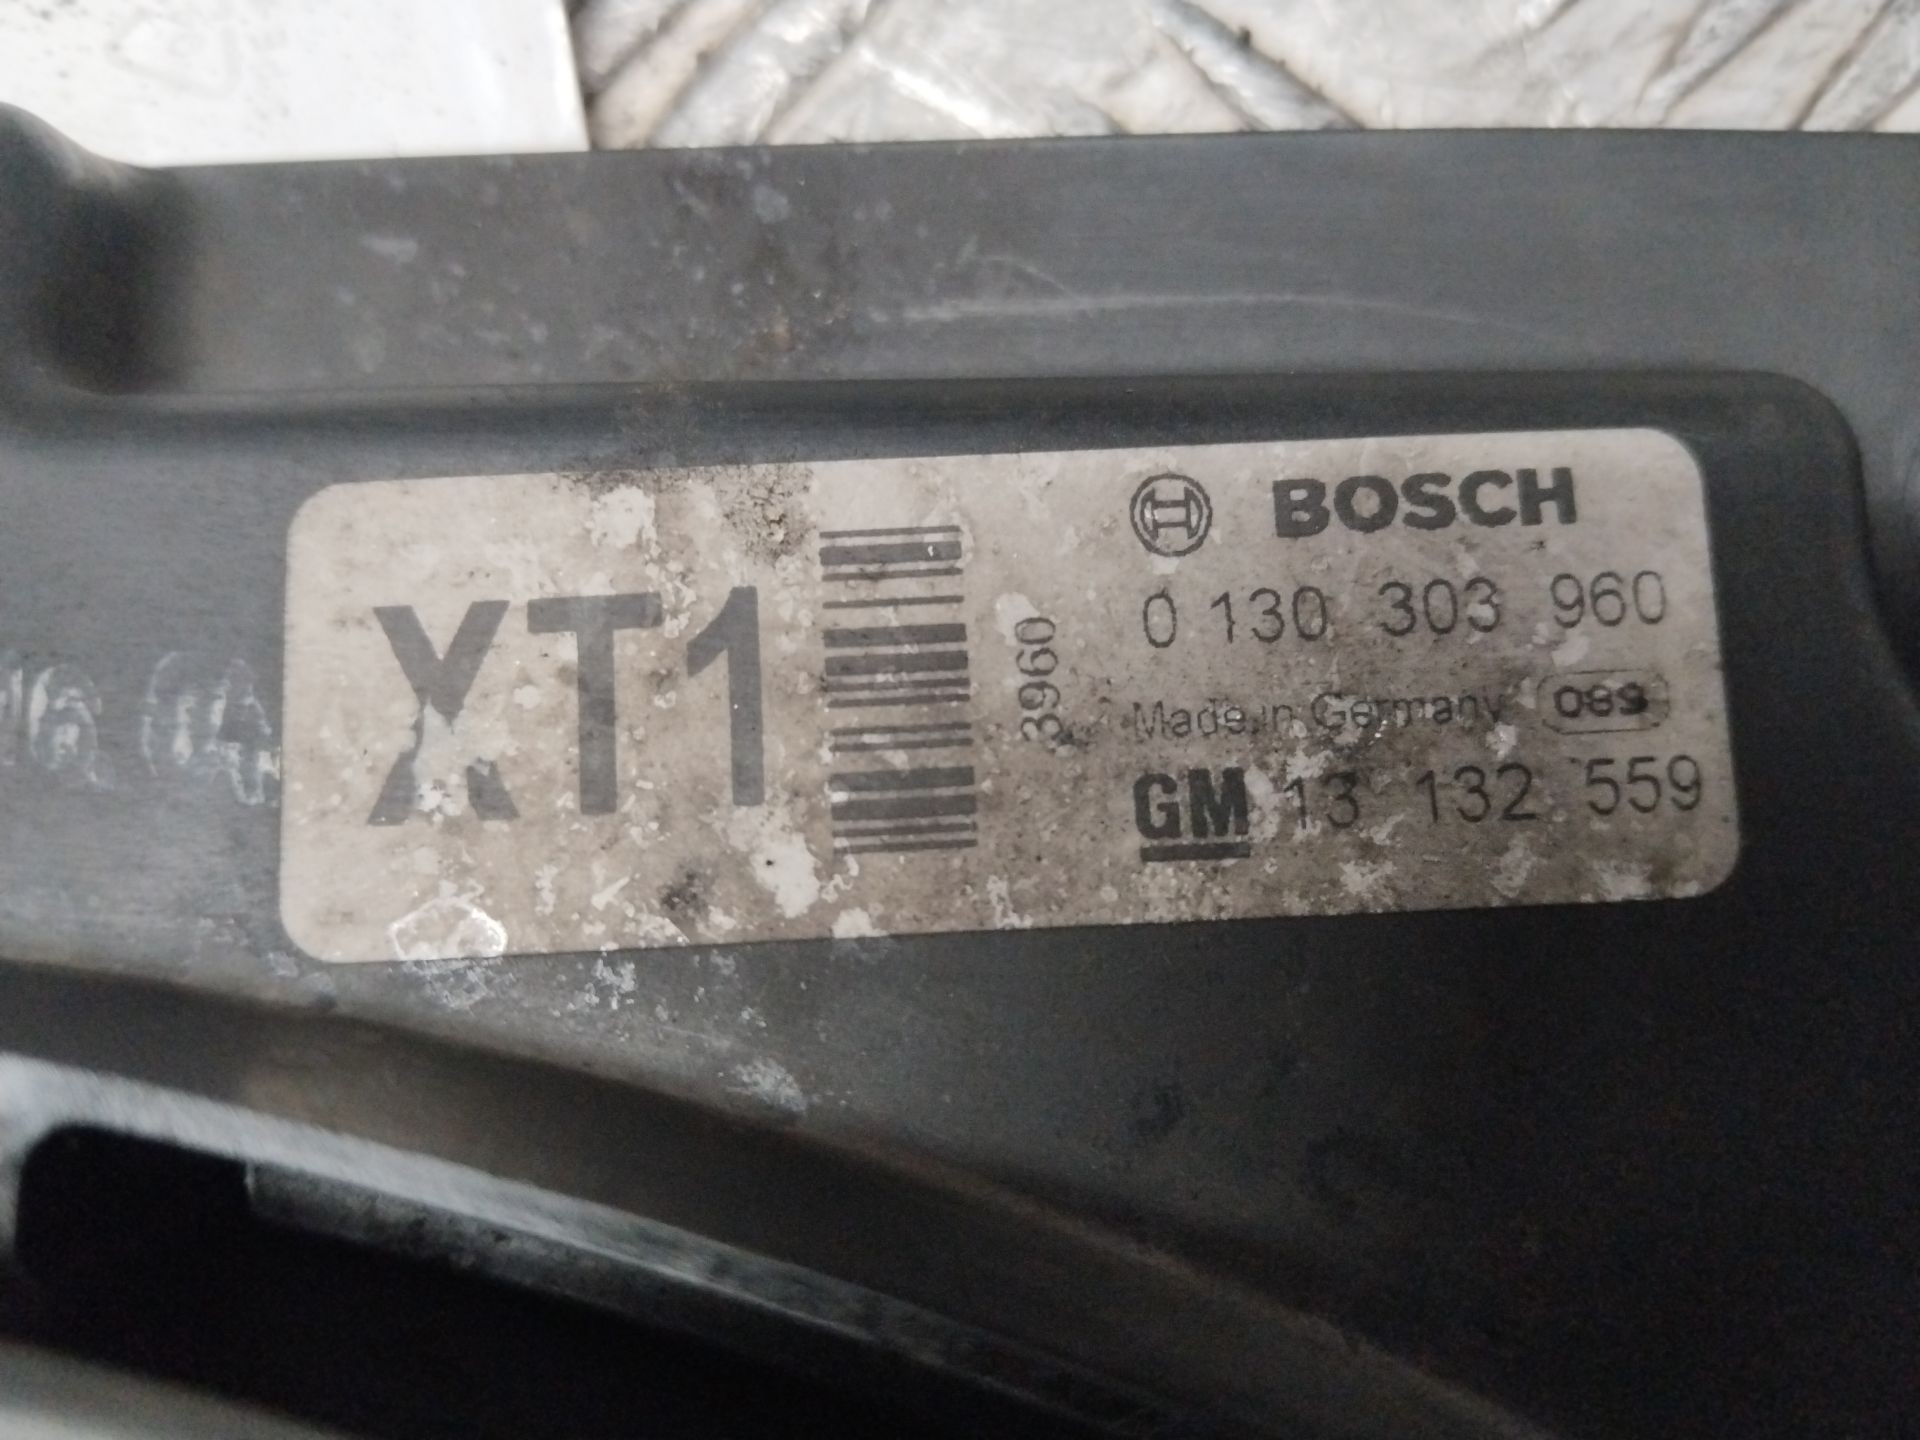 XT1
3960
BOSCH
0 130 303 960
Made in Germany 089
GM 13 132 559